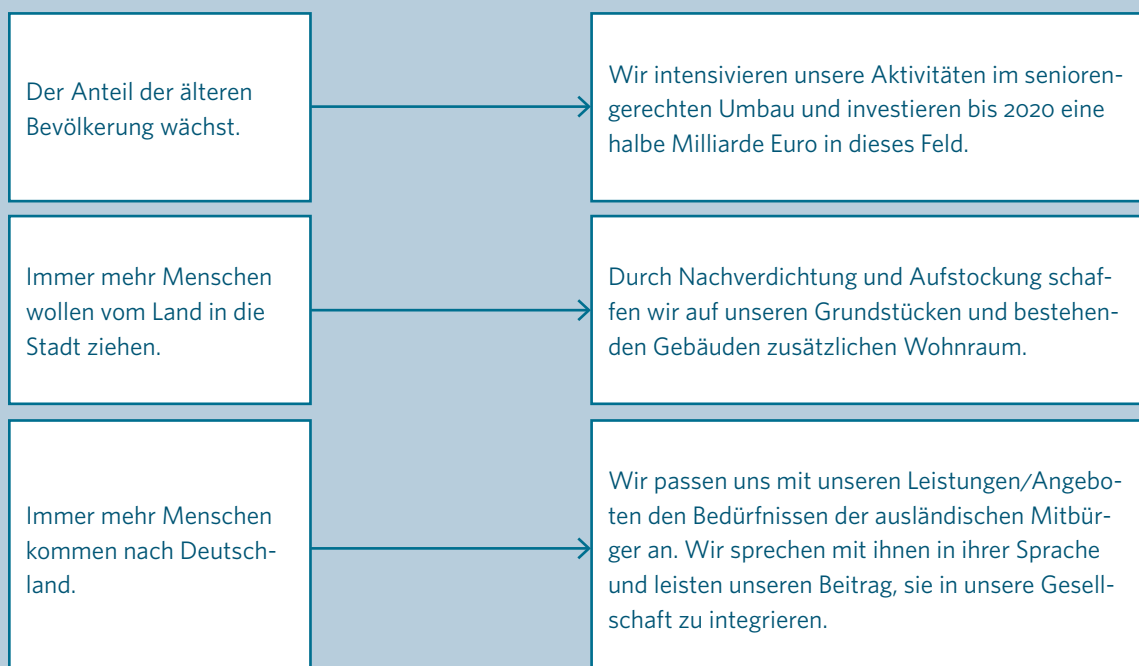 Der Anteil der älteren
Bevölkerung wächst.
Wir intensivieren unsere Aktivitäten im senioren-
gerechten Umbau und investieren bis 2020 eine
halbe Milliarde Euro in dieses Feld.
Immer mehr Menschen
wollen vom Land in die
Stadt ziehen.
Durch Nachverdichtung und Aufstockung schaf-
fen wir auf unseren Grundstücken und bestehen-
den Gebäuden zusätzlichen Wohnraum.
Immer mehr Menschen
kommen nach Deutsch-
land.
Wir passen uns mit unseren Leistungen/Angebo-
ten den Bedürfnissen der ausländischen Mitbür-
ger an. Wir sprechen mit ihnen in ihrer Sprache
und leisten unseren Beitrag, sie in unsere Gesell-
schaft zu integrieren.